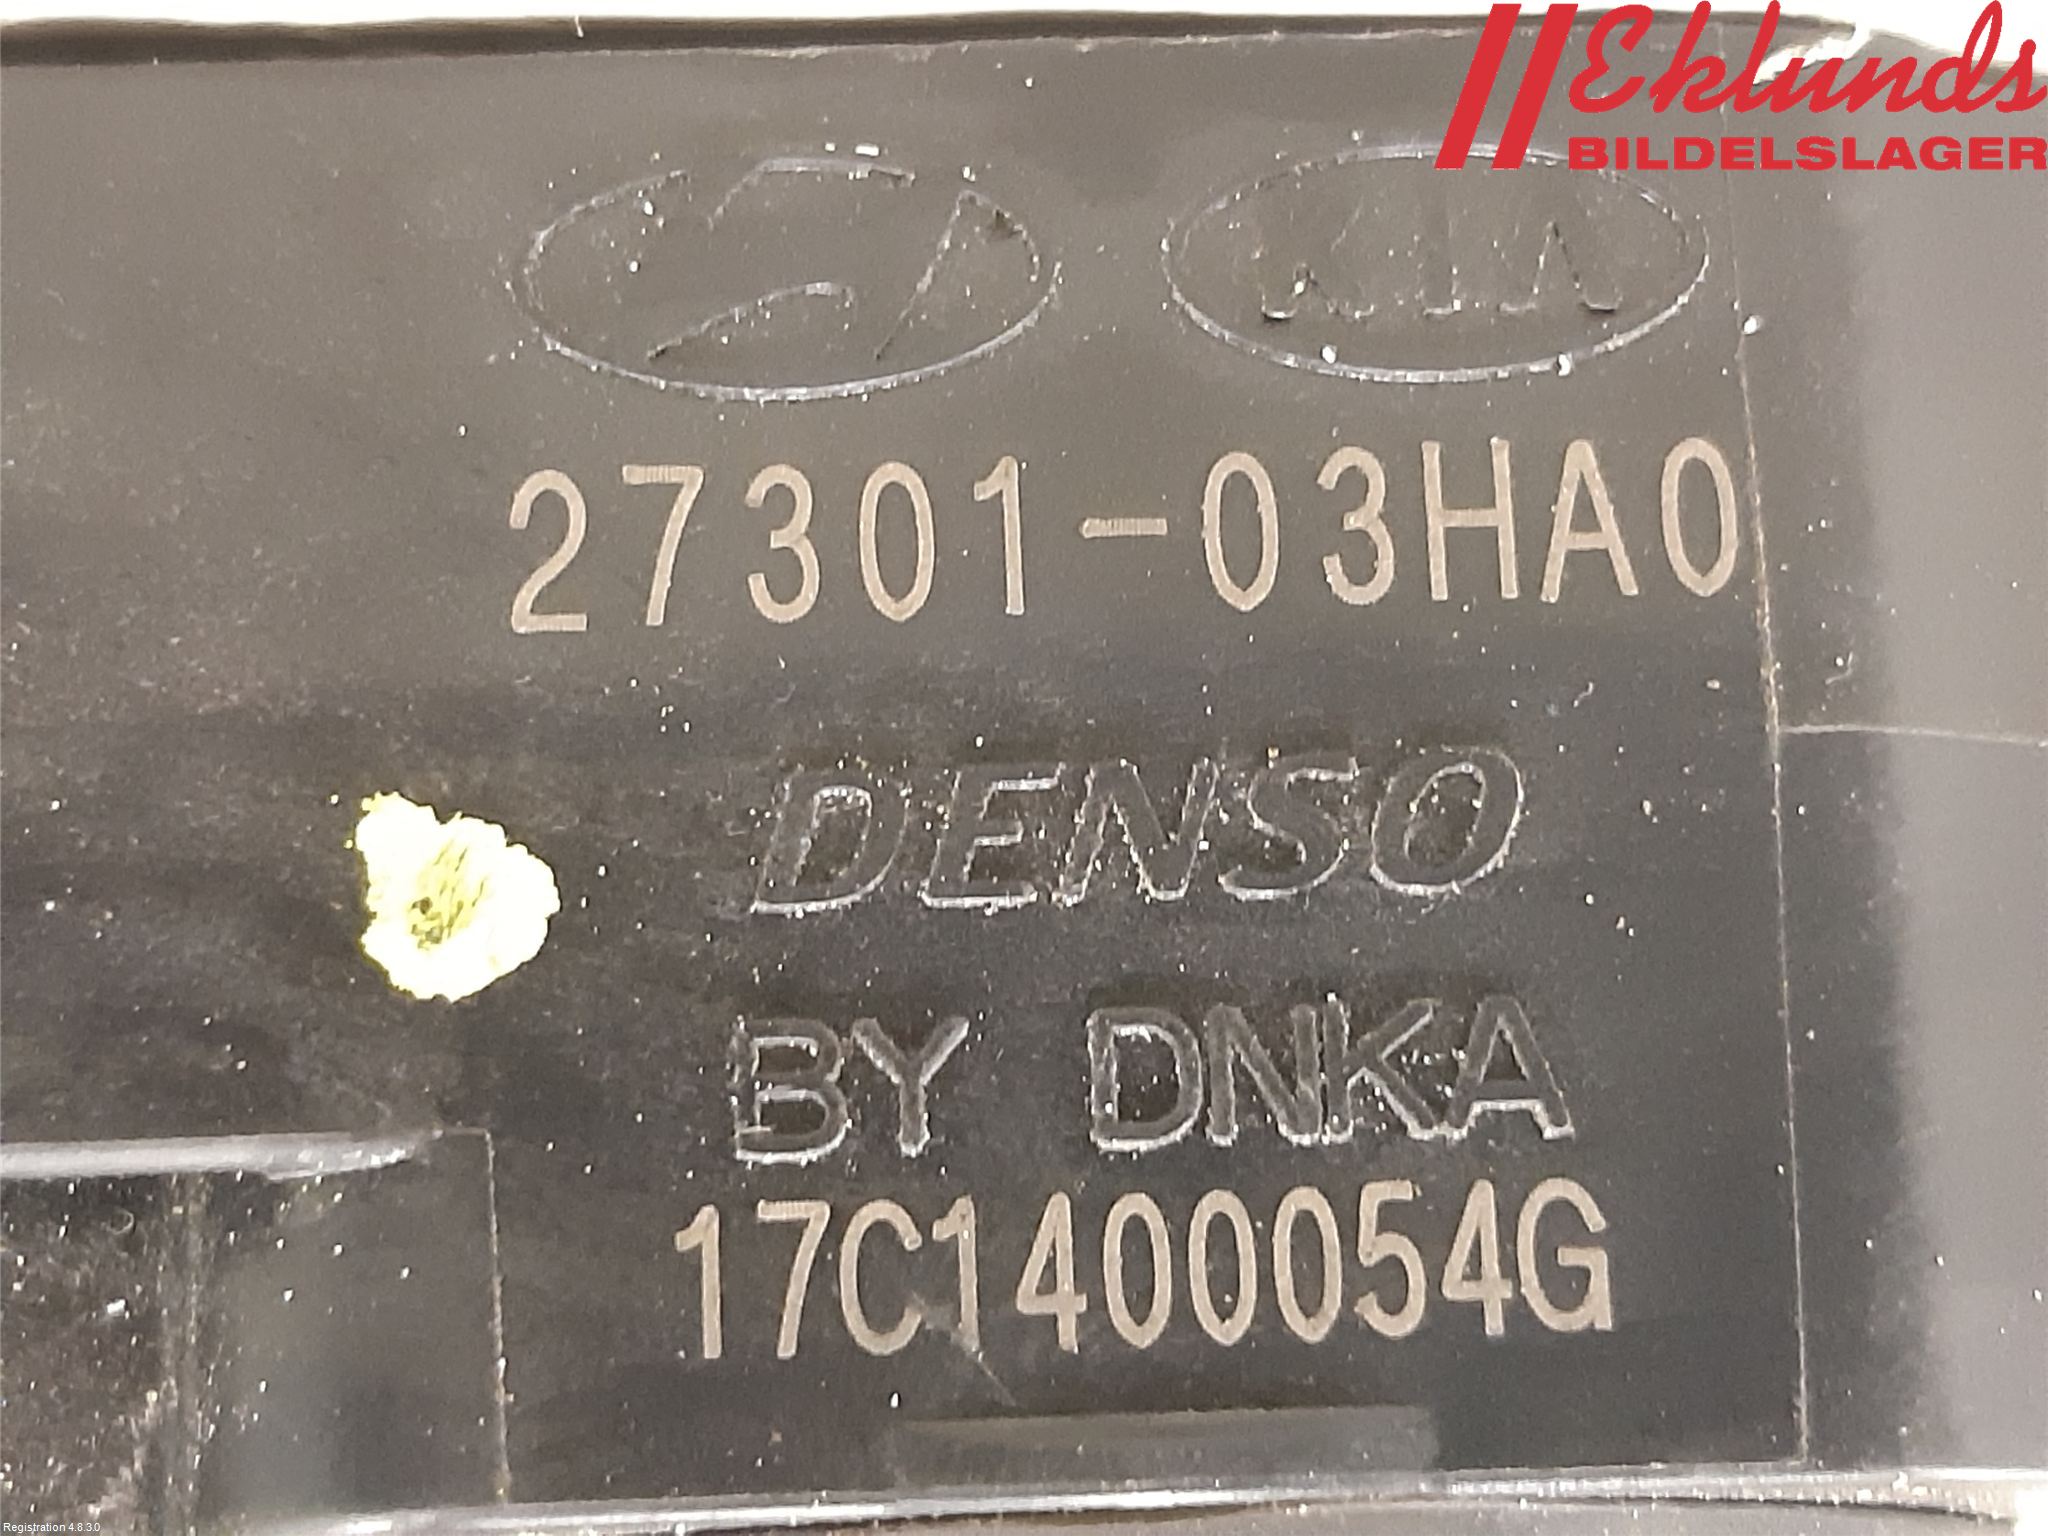 Eklunds
BILDELSLAGER
KIA
27301-03HA0
DENSO
BY DNKA
17C1400054G
Registration 4.8.3.0